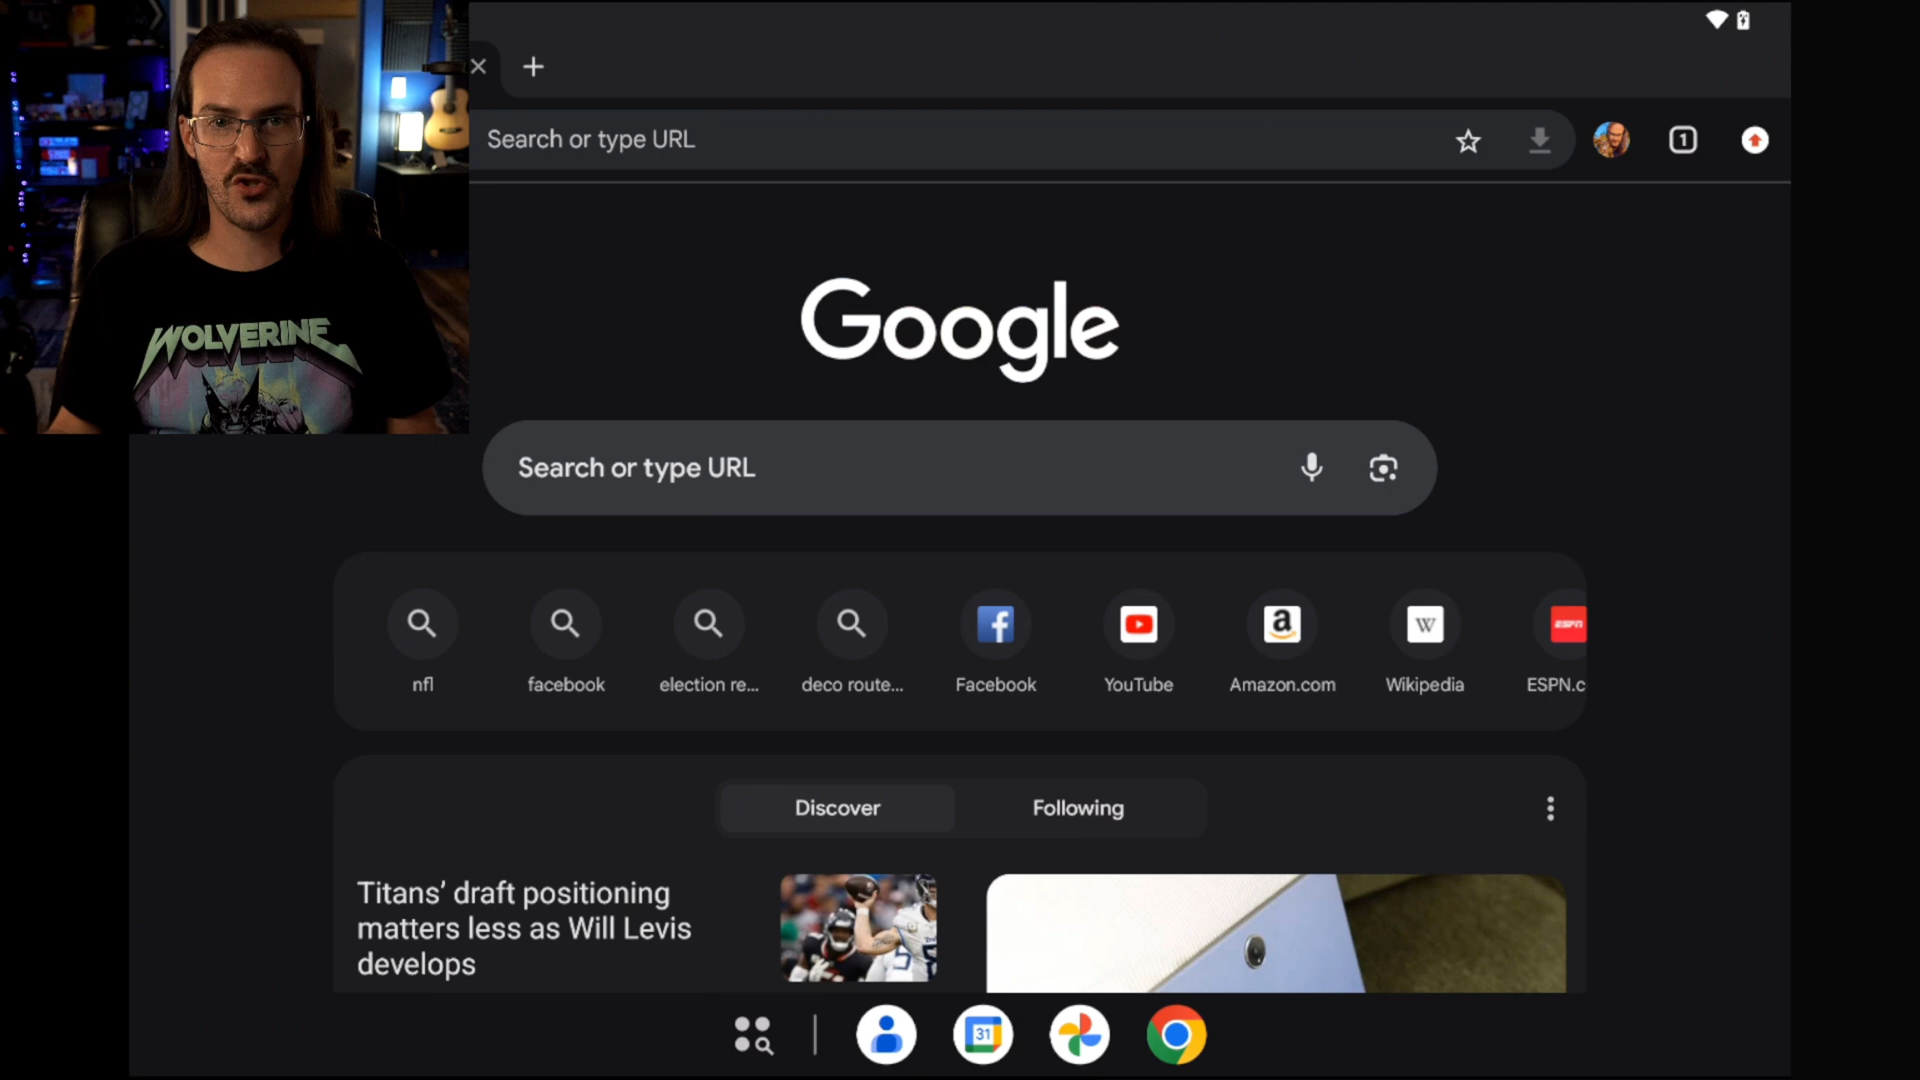 Search or type URL
1
WOLVERINE
Google
Search or type URL
nfl
facebook
election re...
deco route...
Facebook
YouTube
Amazon.com
Wikipedia
ESPN.c
Discover
Following
Titans’ draft positioning
matters less as Will Levis
develops
31